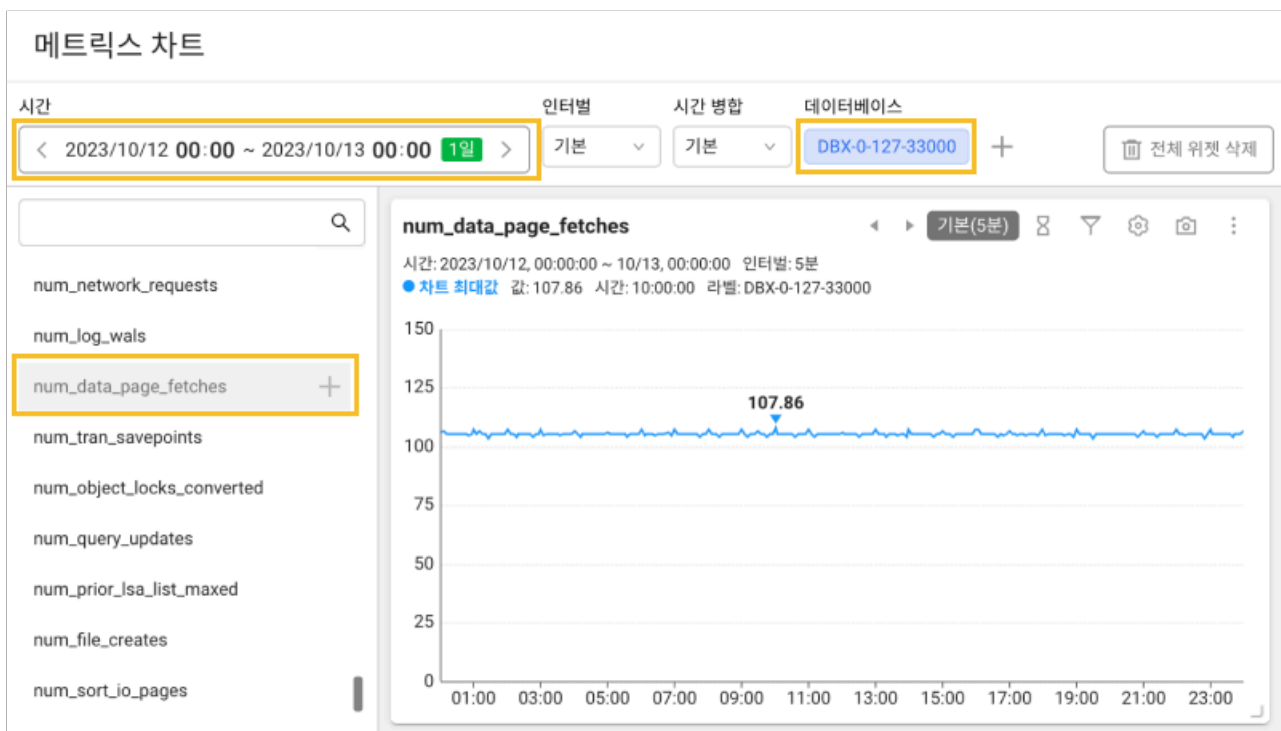 메트릭스 차트
시간 인터벌 시간 병합 데이터베이스
2023/10/12 00:00 ~ 2023/10/13 00:00 1일 기본 기본 DBX-0-127-33000 전체 위젯 삭제
num_data_page_fetches 기본(5분)
시간: 2023/10/12, 00:00:00 ~ 10/13, 00:00:00 인터벌: 5분
차트 최대값 값: 107.86 시간: 10:00:00 라벨: DBX-0-127-33000
num_network_requests
num_log_wals
num_data_page_fetches
num_tran_savepoints
num_object_locks_converted
num_query_updates
num_prior_lsa_list_maxed
num_file_creates
num_sort_io_pages
150
125
107.86
100
75
50
25
0
01:00 03:00 05:00 07:00 09:00 11:00 13:00 15:00 17:00 19:00 21:00 23:00